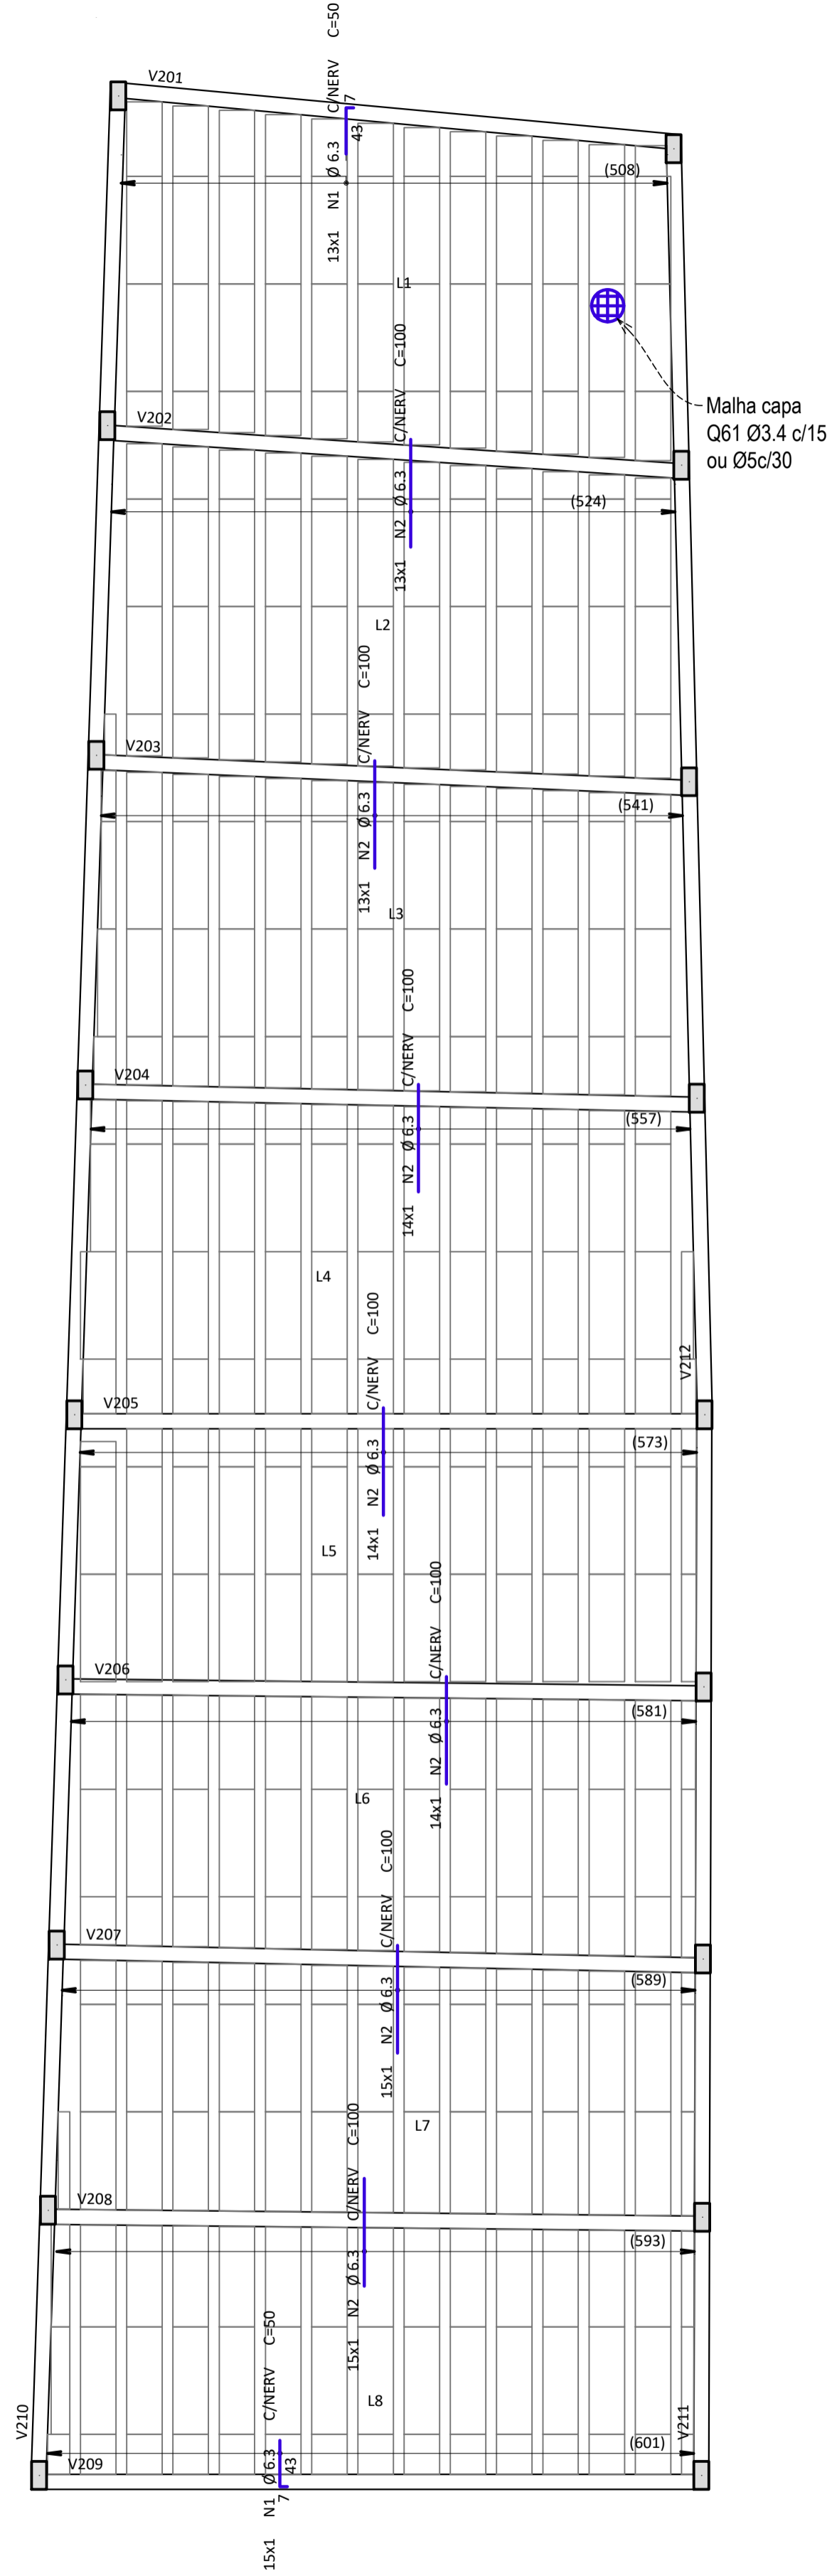 V201
13x1 N1 Ø 6.3 C/NERV C=50
7
43
(508)
L1
Malha capa
Q61 Ø3.4 c/15
ou Ø5c/30
V202
13x1 N2 Ø 6.3 C/NERV C=100
(524)
L2
V203
13x1 N2 Ø 6.3 C/NERV C=100
(541)
L3
V204
14x1 N2 Ø 6.3 C/NERV C=100
(557)
L4
V212
V205
14x1 N2 Ø 6.3 C/NERV C=100
(573)
L5
V206
14x1 N2 Ø 6.3 C/NERV C=100
(581)
L6
V207
15x1 N2 Ø 6.3 C/NERV C=100
(589)
L7
V208
15x1 N2 Ø 6.3 C/NERV C=100
(593)
L8
V210
V211
(601)
V209
15x1 N1 Ø 6.3 C/NERV C=50
43
7